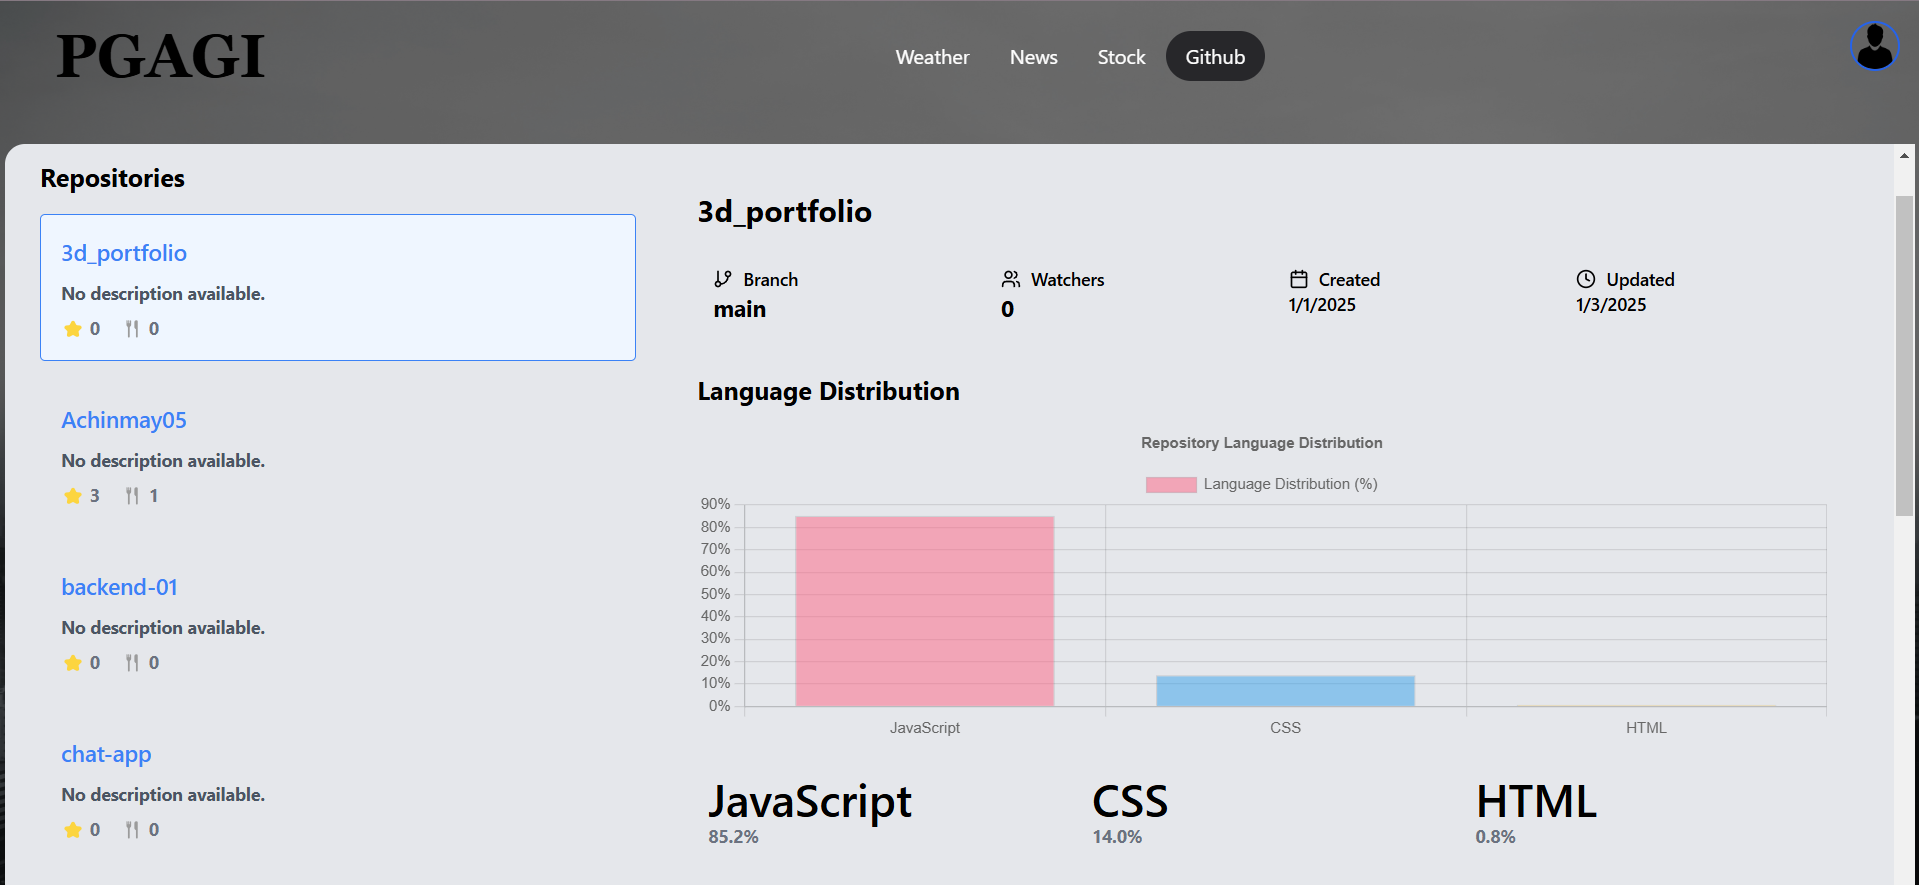 PGAGI
Weather News Stock Github
Repositories
3d_portfolio
No description available.
0 0
Achinmay05
No description available.
3 1
backend-01
No description available.
0 0
chat-app
No description available.
0 0
3d_portfolio
Branch
main
Watchers
0
Created
1/1/2025
Updated
1/3/2025
Language Distribution
Repository Language Distribution
Language Distribution (%)
90%
80%
70%
60%
50%
40%
30%
20%
10%
0%
JavaScript CSS HTML
JavaScript
85.2%
CSS
14.0%
HTML
0.8%